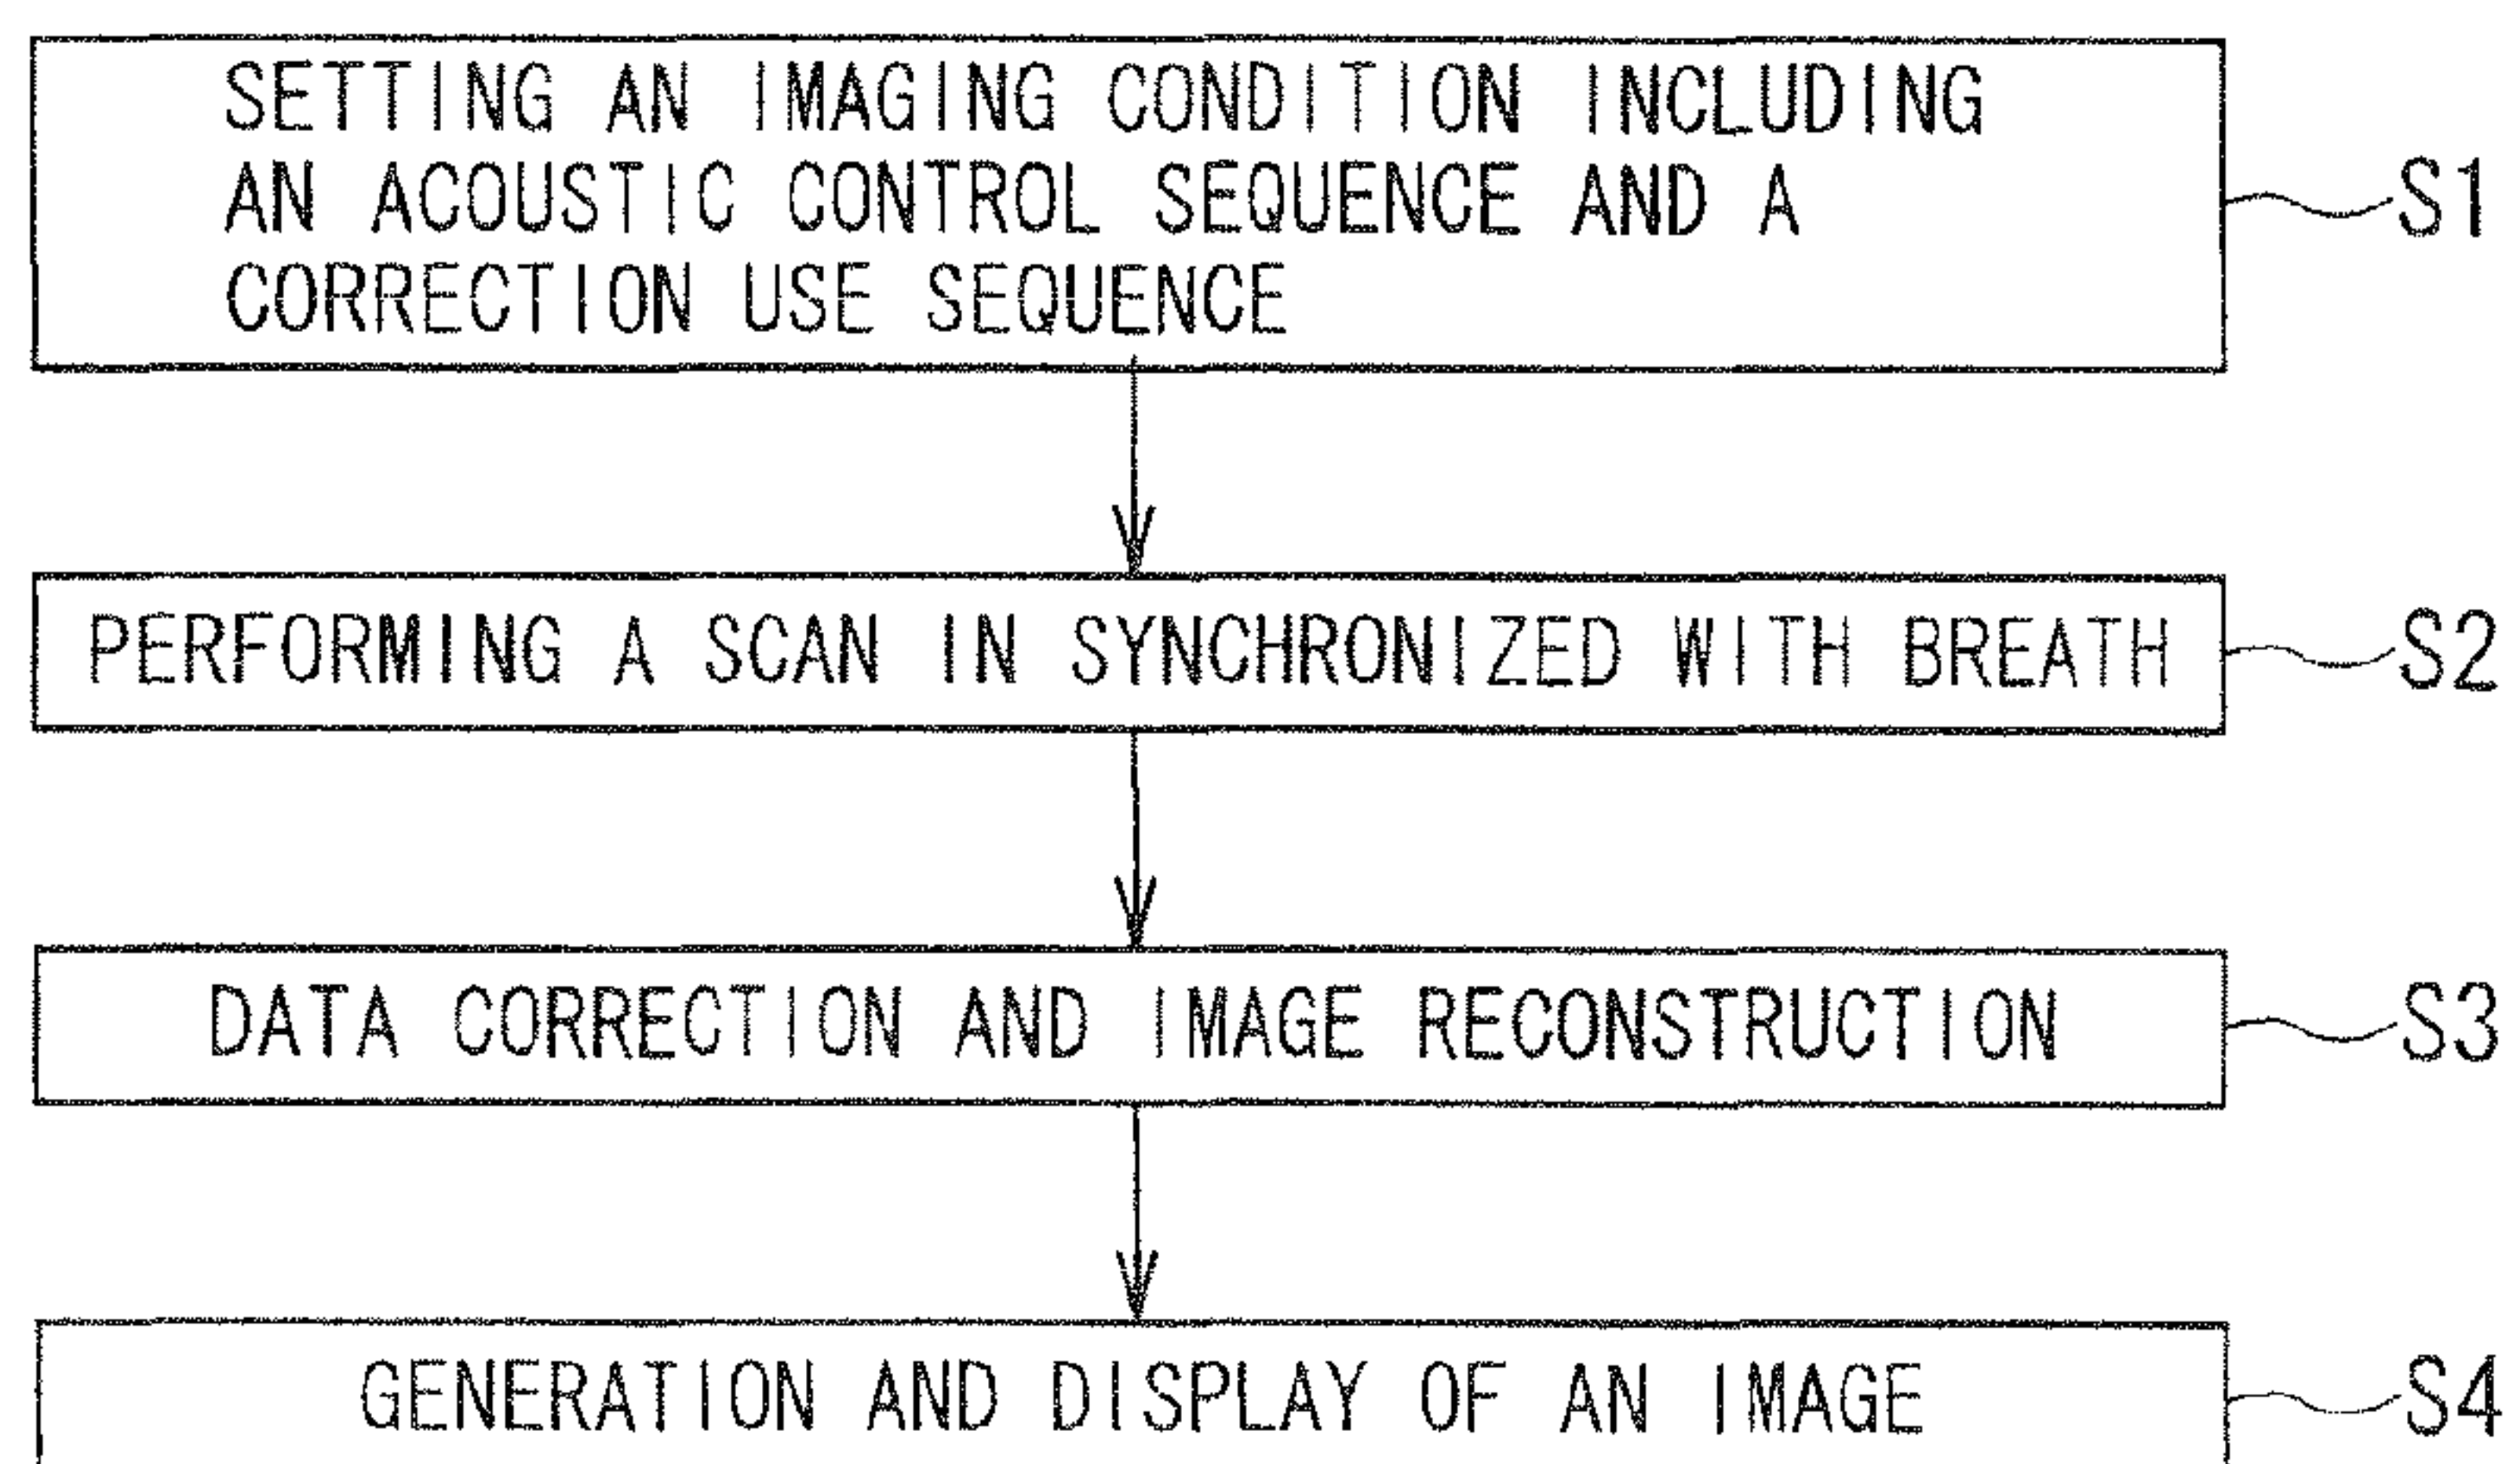 SETTING AN IMAGING CONDITION INCLUDING
AN ACOUSTIC CONTROL SEQUENCE AND A
CORRECTION USE SEQUENCE
S1
PERFORMING A SCAN IN SYNCHRONIZED WITH BREATH
S2
DATA CORRECTION AND IMAGE RECONSTRUCTION
S3
GENERATION AND DISPLAY OF AN IMAGE
S4